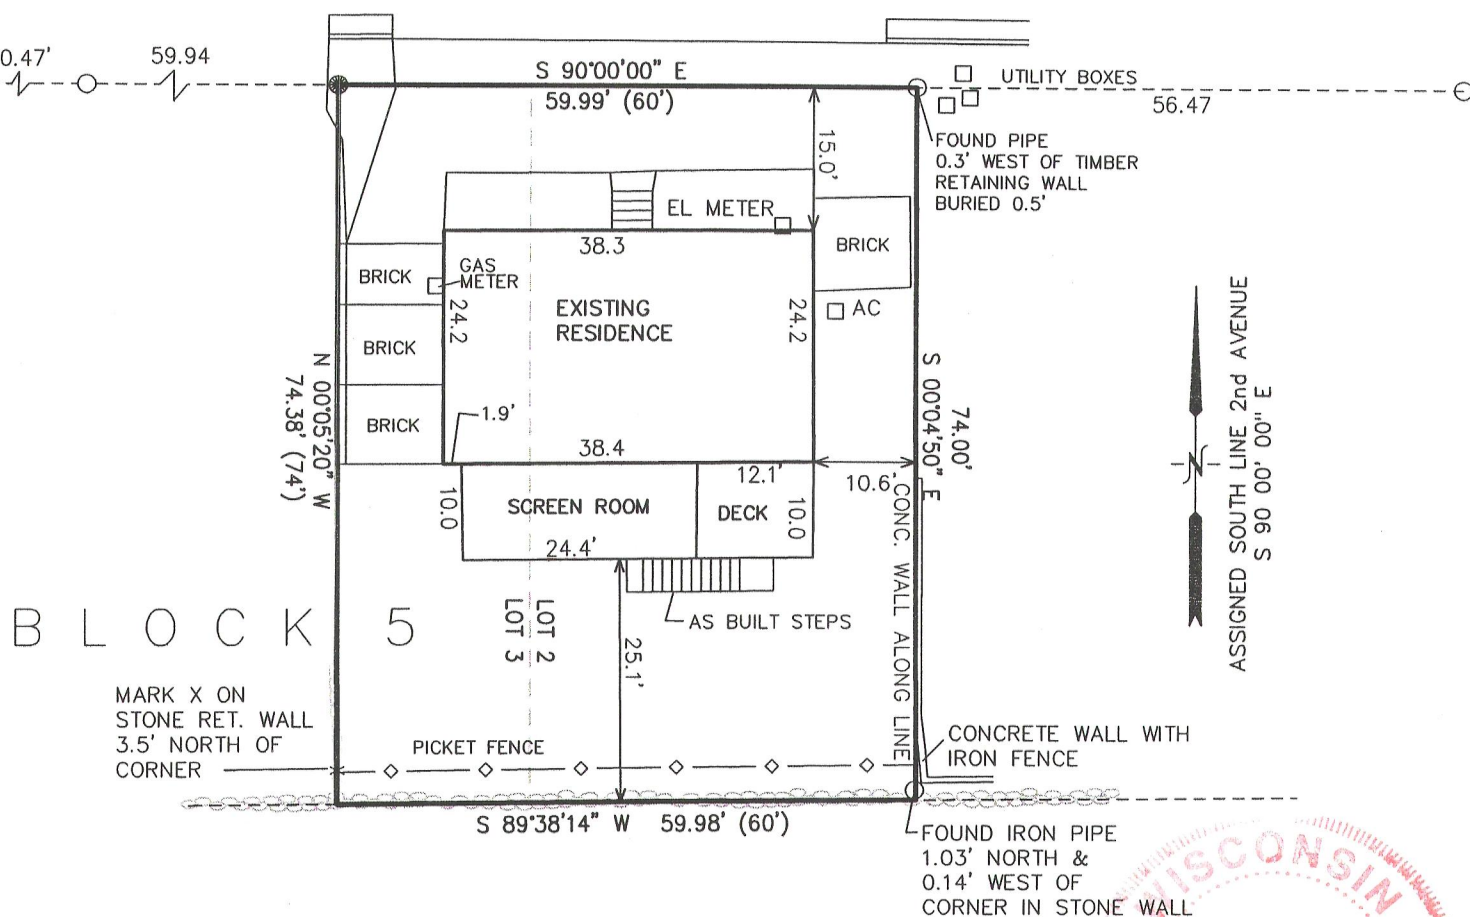 0.47'
59.94
S 90°00'00" E
59.99' (60')
UTILITY BOXES
56.47
FOUND PIPE
0.3' WEST OF TIMBER
RETAINING WALL
BURIED 0.5'
15.0'
EL METER
38.3
BRICK
GAS
METER
BRICK
24.2
EXISTING
RESIDENCE
24.2
AC
BRICK
N 00°05'20" W
74.38' (74')
74.00'
S 00°04'50" E
ASSIGNED SOUTH LINE 2nd AVENUE
S 90 00' 00" E
N
BRICK
1.9'
38.4
12.1'
10.6'
10.0
SCREEN ROOM
DECK
10.0
24.4'
CONC. WALL ALONG LINE
BLOCK 5
LOT 2
LOT 3
AS BUILT STEPS
25.1'
MARK X ON
STONE RET. WALL
3.5' NORTH OF
CORNER
PICKET FENCE
CONCRETE WALL WITH
IRON FENCE
S 89°38'14" W 59.98' (60')
FOUND IRON PIPE
1.03' NORTH &
0.14' WEST OF
CORNER IN STONE WALL
WISCONSIN